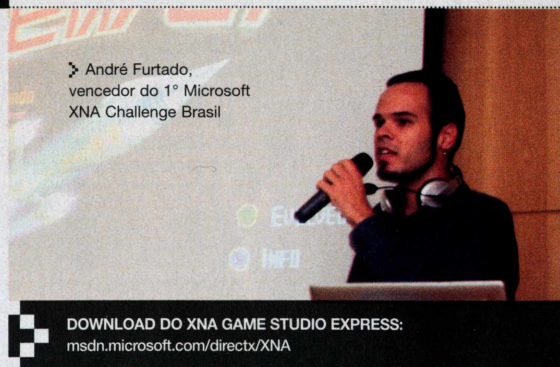 André Furtado,
vencedor do 1° Microsoft
XNA Challenge Brasil
INFO
DOWNLOAD DO XNA GAME STUDIO EXPRESS:
msdn.microsoft.com/directx/XNA